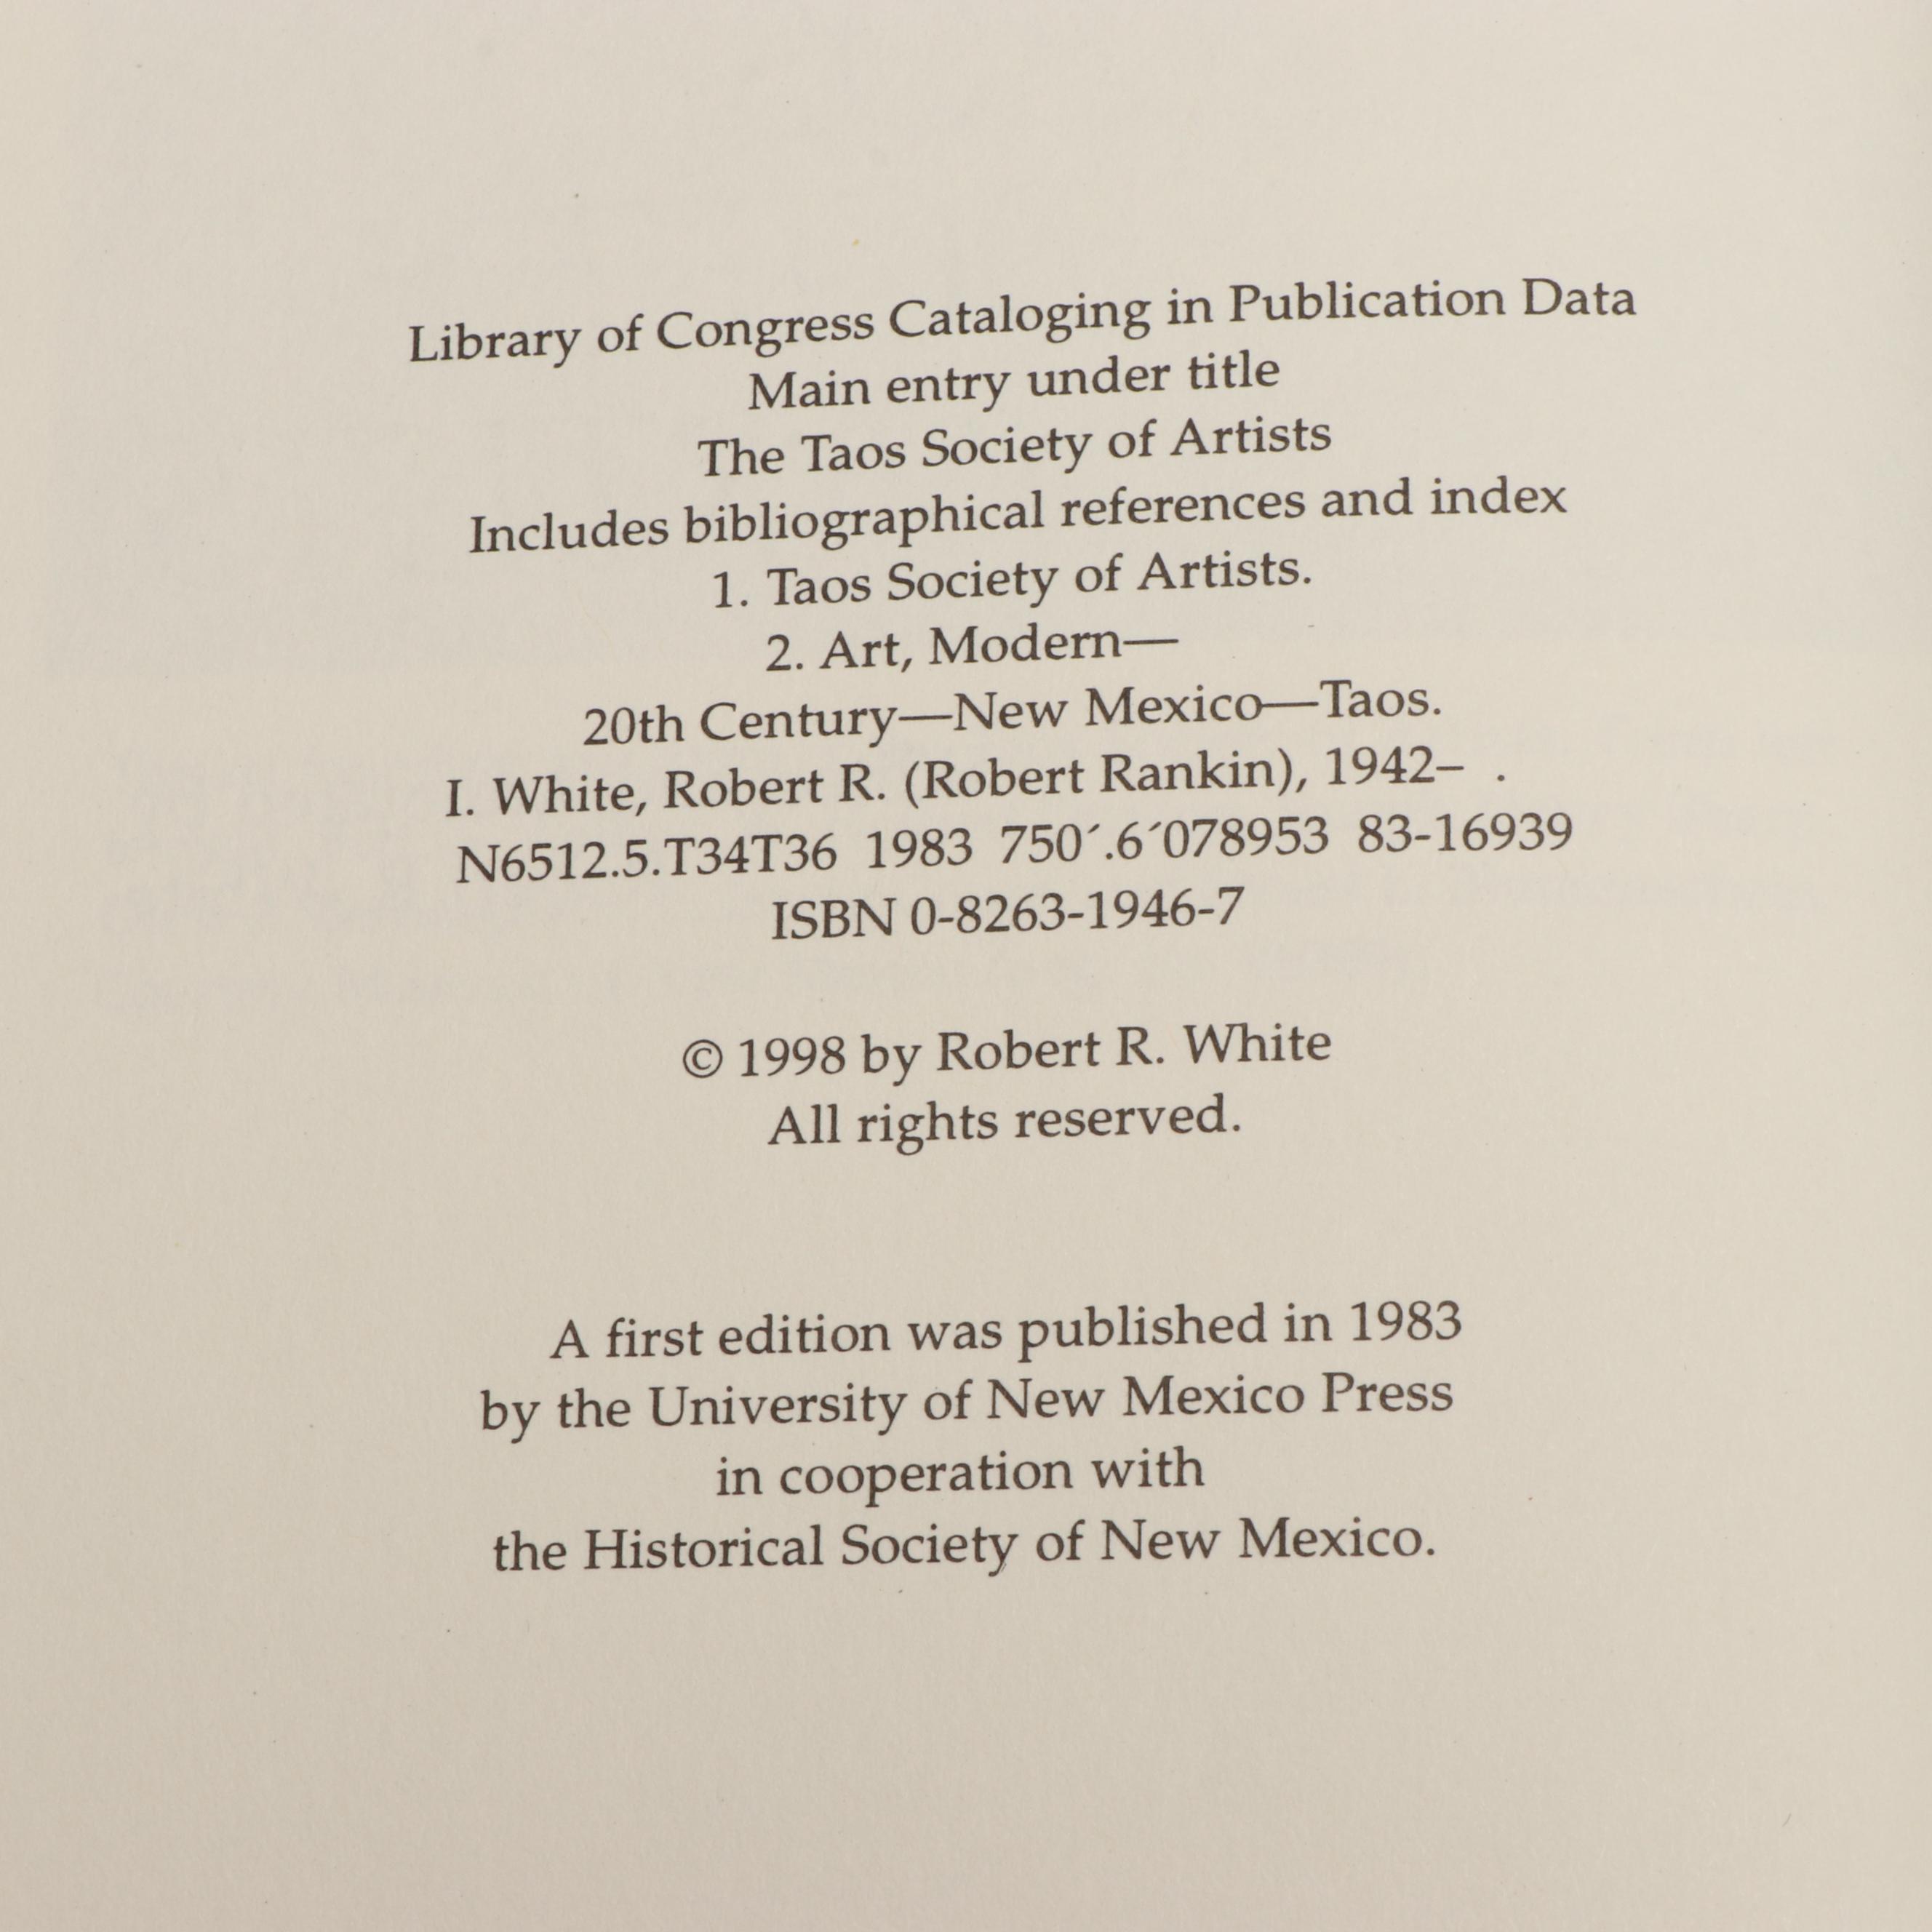 Library of Congress Cataloging in Publication Data
Main entry under title
The Taos Society of Artists
Includes bibliographical references and index
1. Taos Society of Artists.
2. Art, Modern—
20th Century—New Mexico—Taos.
I. White, Robert R. (Robert Rankin), 1942– .
N6512.5.T34T36 1983 750´.6´078953 83-16939
ISBN 0-8263-1946-7
© 1998 by Robert R. White
All rights reserved.
A first edition was published in 1983
by the University of New Mexico Press
in cooperation with
the Historical Society of New Mexico.